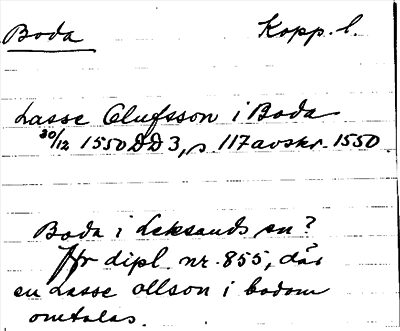 Boda Kopp. l.
Lasse Olufsson i Boda
30/12 1550 DD 3, s. 117 avskr. 1550
Boda i Leksands sn?
Jfr dipl. nr. 855, där
en Lasse Ollson i bodom
omtalas.